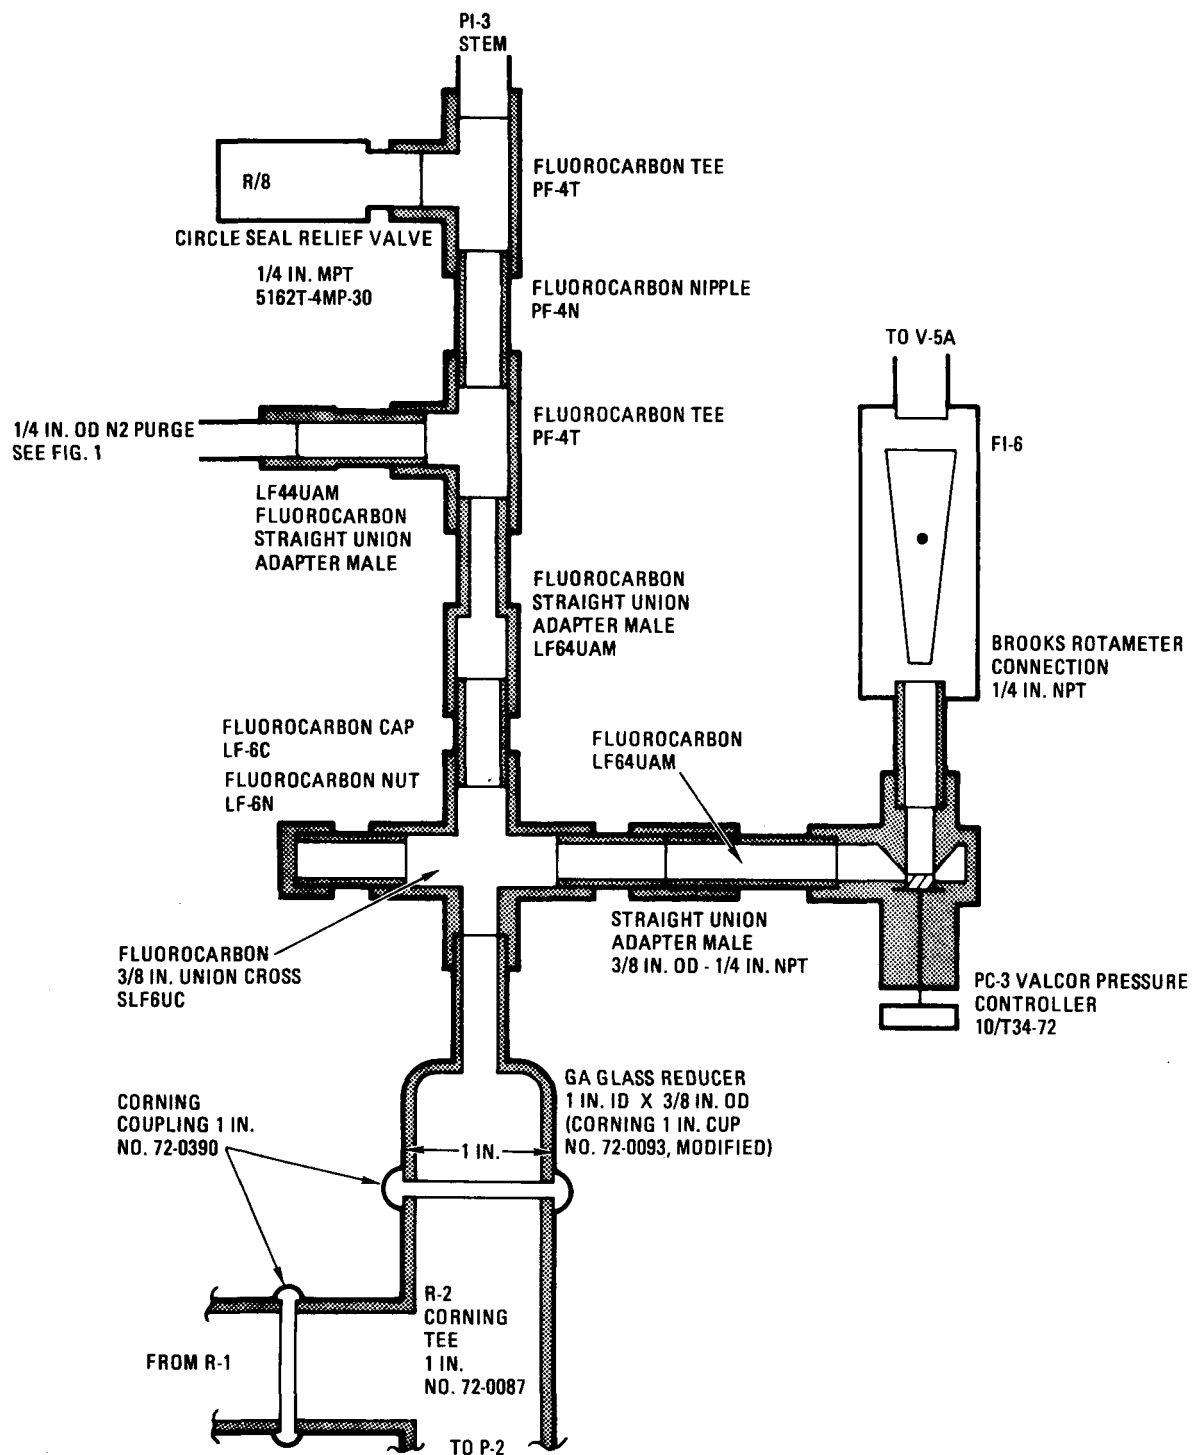 PI-3
STEM
R/8
FLUOROCARBON TEE
PF-4T
CIRCLE SEAL RELIEF VALVE
1/4 IN. MPT
5162T-4MP-30
FLUOROCARBON NIPPLE
PF-4N
TO V-5A
1/4 IN. OD N2 PURGE
SEE FIG. 1
FLUOROCARBON TEE
PF-4T
FI-6
LF44UAM
FLUOROCARBON
STRAIGHT UNION
ADAPTER MALE
FLUOROCARBON
STRAIGHT UNION
ADAPTER MALE
LF64UAM
BROOKS ROTAMETER
CONNECTION
1/4 IN. NPT
FLUOROCARBON CAP
LF-6C
FLUOROCARBON NUT
LF-6N
FLUOROCARBON
LF64UAM
FLUOROCARBON
3/8 IN. UNION CROSS
SLF6UC
STRAIGHT UNION
ADAPTER MALE
3/8 IN. OD - 1/4 IN. NPT
PC-3 VALCOR PRESSURE
CONTROLLER
10/T34-72
GA GLASS REDUCER
1 IN. ID X 3/8 IN. OD
(CORNING 1 IN. CUP
NO. 72-0093, MODIFIED)
CORNING
COUPLING 1 IN.
NO. 72-0390
1 IN.
R-2
CORNING
TEE
1 IN.
NO. 72-0087
FROM R-1
TO P-2